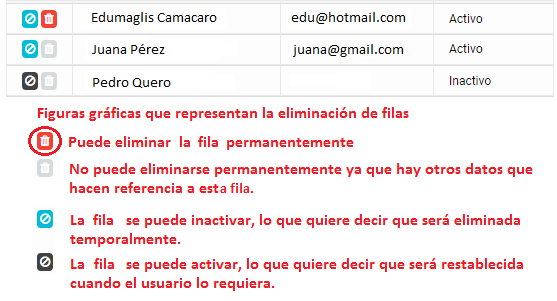 Edumaglis Camacaro edu@hotmail.com Activo
Juana Pérez juana@gmail.com Activo
Pedro Quero Inactivo
Figuras gráficas que representan la eliminación de filas
Puede eliminar la fila permanentemente
No puede eliminarse permanentemente ya que hay otros datos que
hacen referencia a esta fila.
La fila se puede inactivar, lo que quiere decir que será eliminada
temporalmente.
La fila se puede activar, lo que quiere decir que será restablecida
cuando el usuario lo requiera.